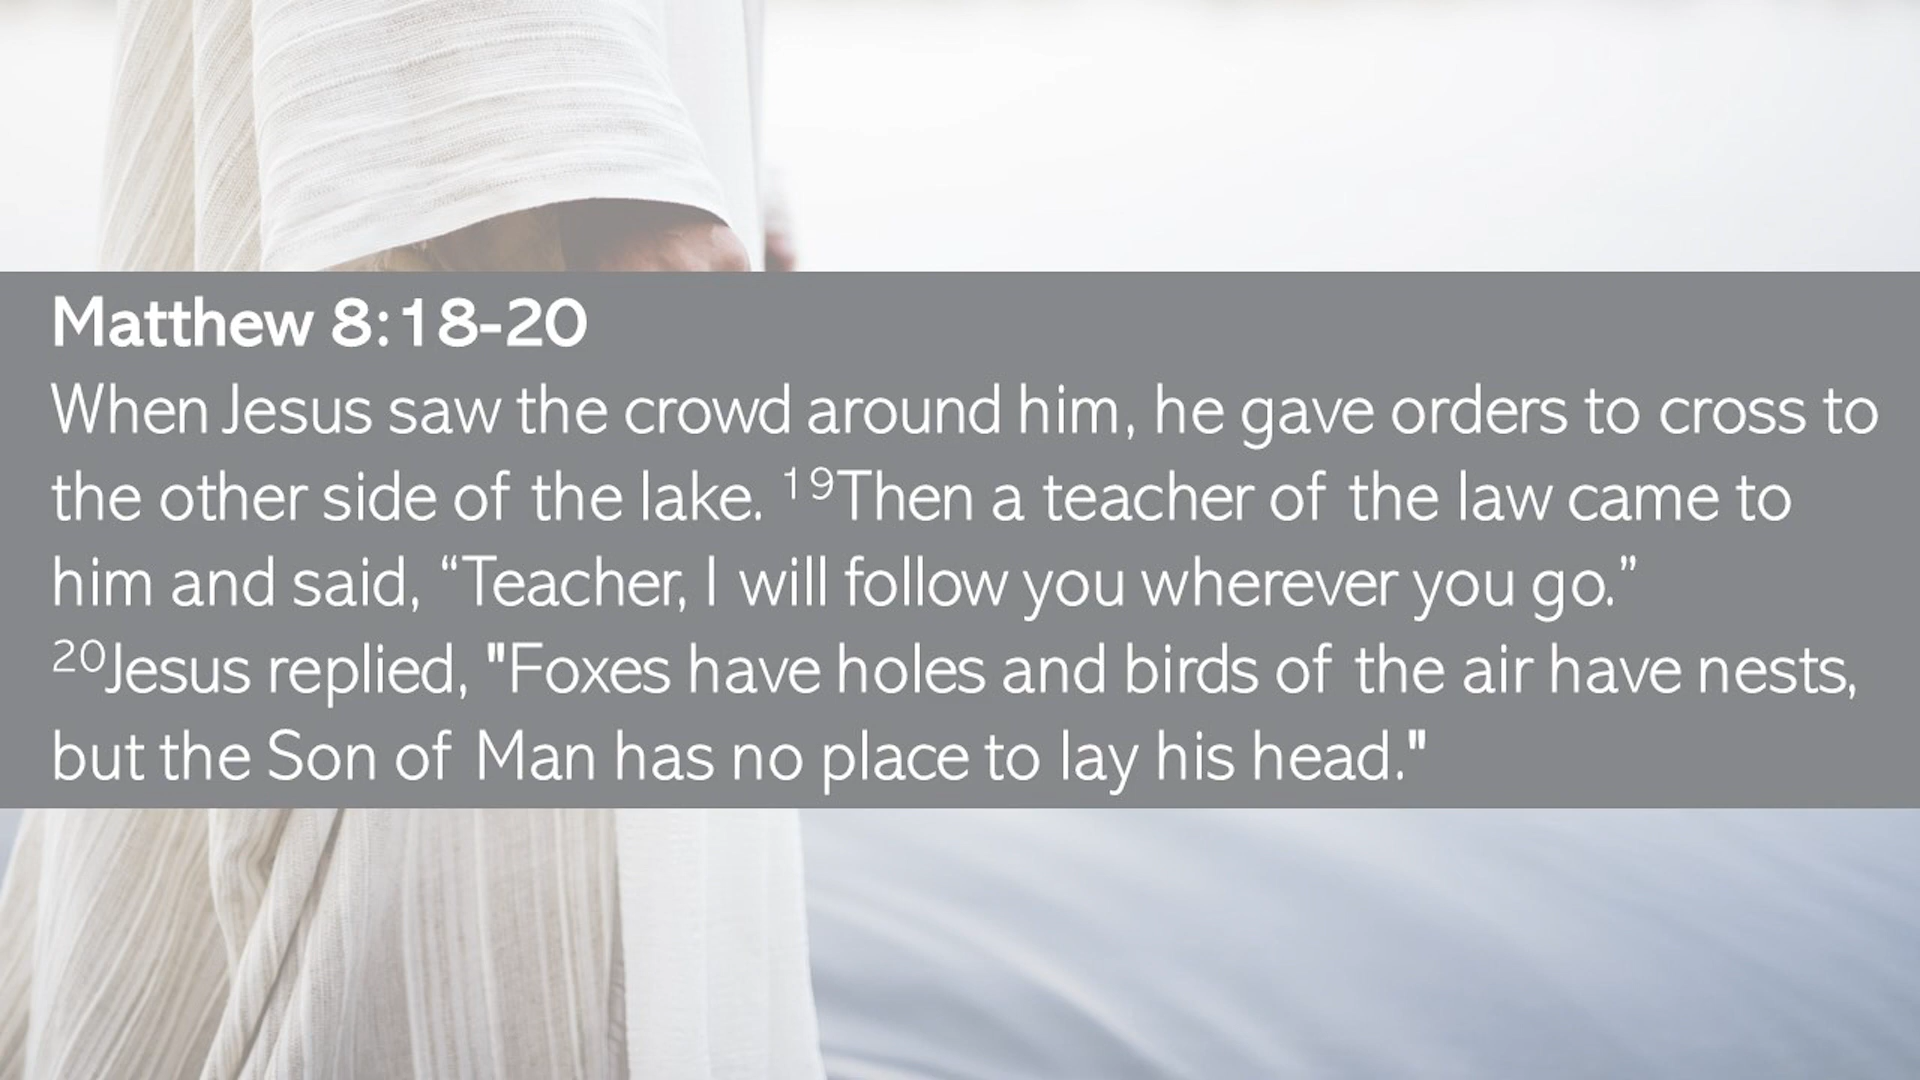 Matthew 8:18-20
When Jesus saw the crowd around him, he gave orders to cross to
the other side of the lake. ¹⁹Then a teacher of the law came to
him and said, “Teacher, I will follow you wherever you go.”
²⁰Jesus replied, "Foxes have holes and birds of the air have nests,
but the Son of Man has no place to lay his head."